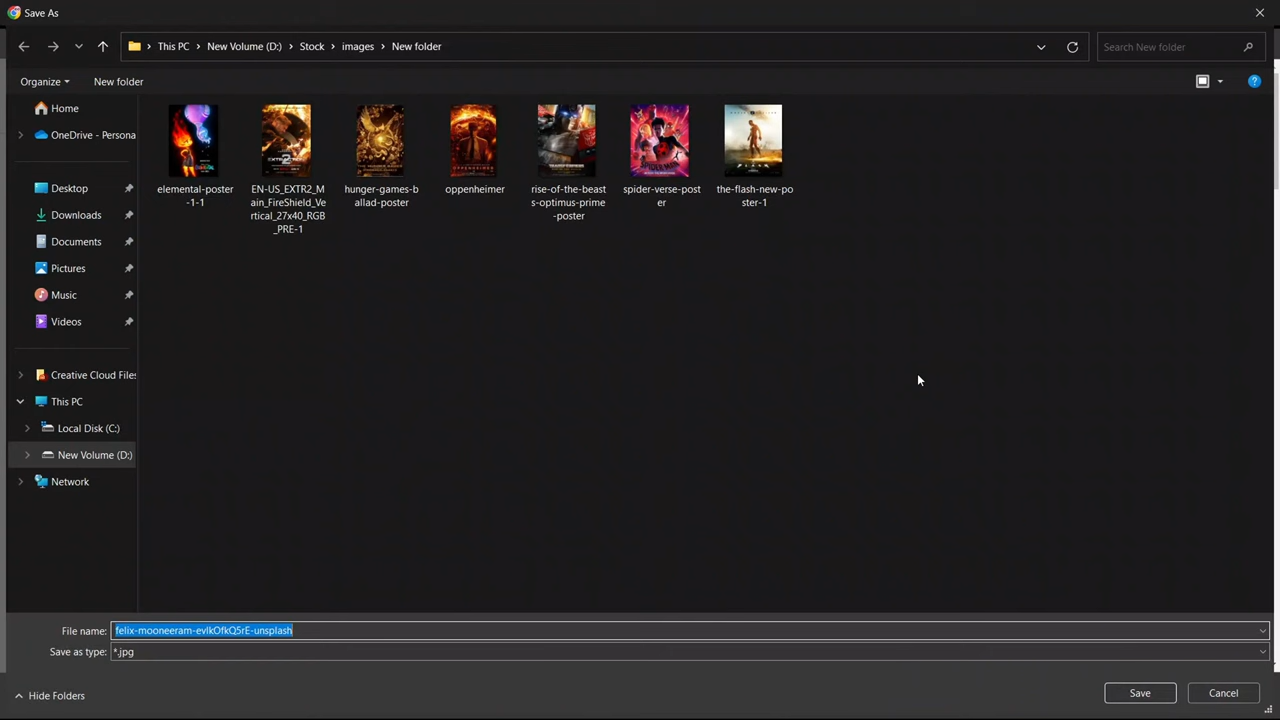 Save As
This PC
New Volume (D:)
Stock
images
New folder
Search New folder
Organize
New folder
Home
OneDrive - Persona
Desktop
Downloads
Documents
Pictures
Music
Videos
Creative Cloud Files
This PC
Local Disk (C:)
New Volume (D:)
Network
elemental-poster
-1-1
EN-US_EXTR2_M
ain_FireShield_Ve
rtical_27x40_RGB
_PRE-1
hunger-games-b
allad-poster
oppenheimer
rise-of-the-beast
s-optimus-prime
-poster
spider-verse-post
er
the-flash-new-po
ster-1
File name: felix-mooneeram-evlkOfkQ5rE-unsplash
Save as type: *.jpg
Hide Folders
Save
Cancel